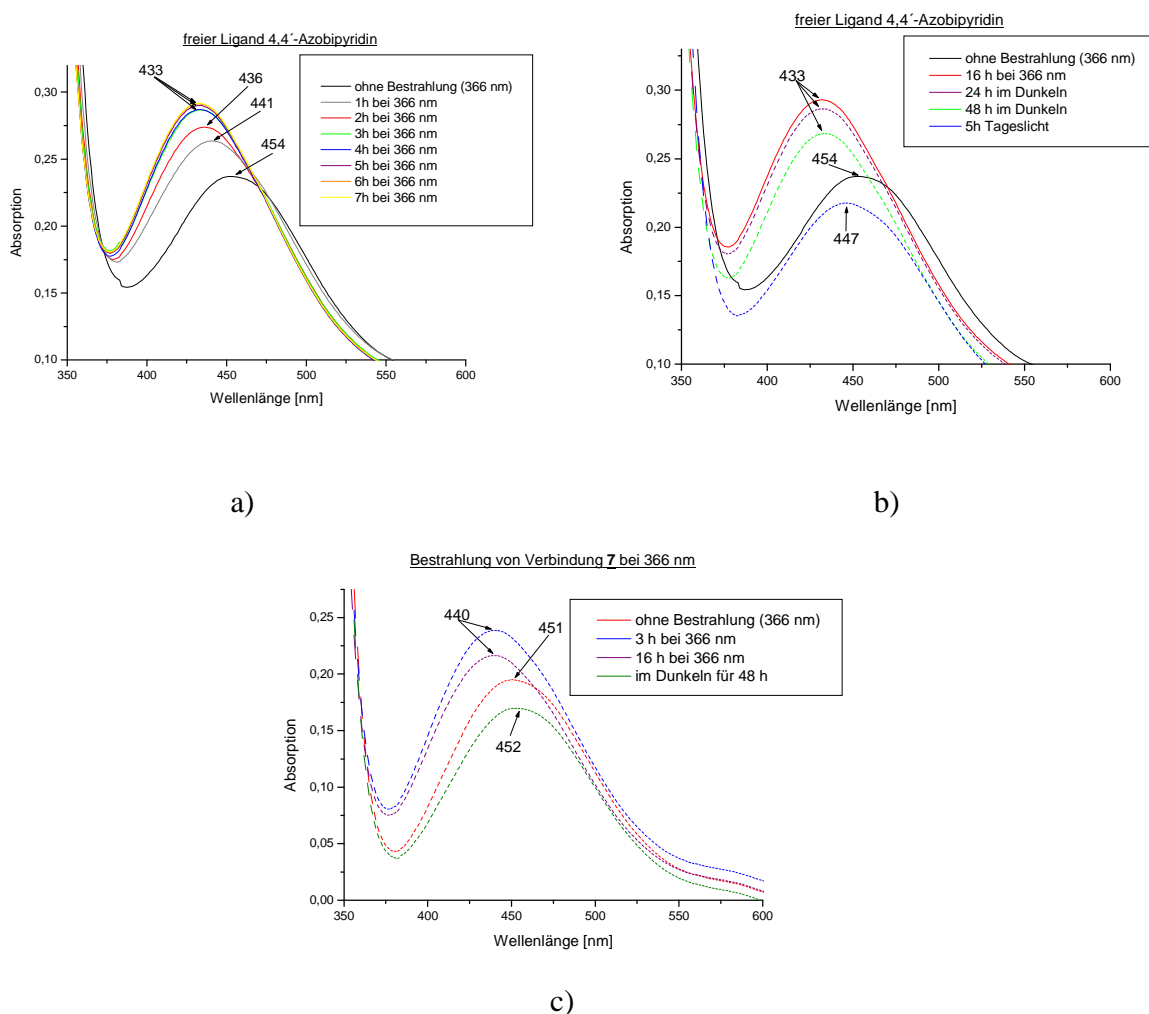 freier Ligand 4,4´-Azobipyridin
433
436
441
454
ohne Bestrahlung (366 nm)
1h bei 366 nm
2h bei 366 nm
3h bei 366 nm
4h bei 366 nm
5h bei 366 nm
6h bei 366 nm
7h bei 366 nm
0,30
0,25
0,20
0,15
0,10
Absorption
350 400 450 500 550 600
Wellenlänge [nm]
a)
freier Ligand 4,4´-Azobipyridin
433
454
447
ohne Bestrahlung (366 nm)
16 h bei 366 nm
24 h im Dunkeln
48 h im Dunkeln
5h Tageslicht
0,30
0,25
0,20
0,15
0,10
Absorption
350 400 450 500 550 600
Wellenlänge [nm]
b)
Bestrahlung von Verbindung 7 bei 366 nm
440
451
452
ohne Bestrahlung (366 nm)
3 h bei 366 nm
16 h bei 366 nm
im Dunkeln für 48 h
0,25
0,20
0,15
0,10
0,05
0,00
Absorption
350 400 450 500 550 600
Wellenlänge [nm]
c)